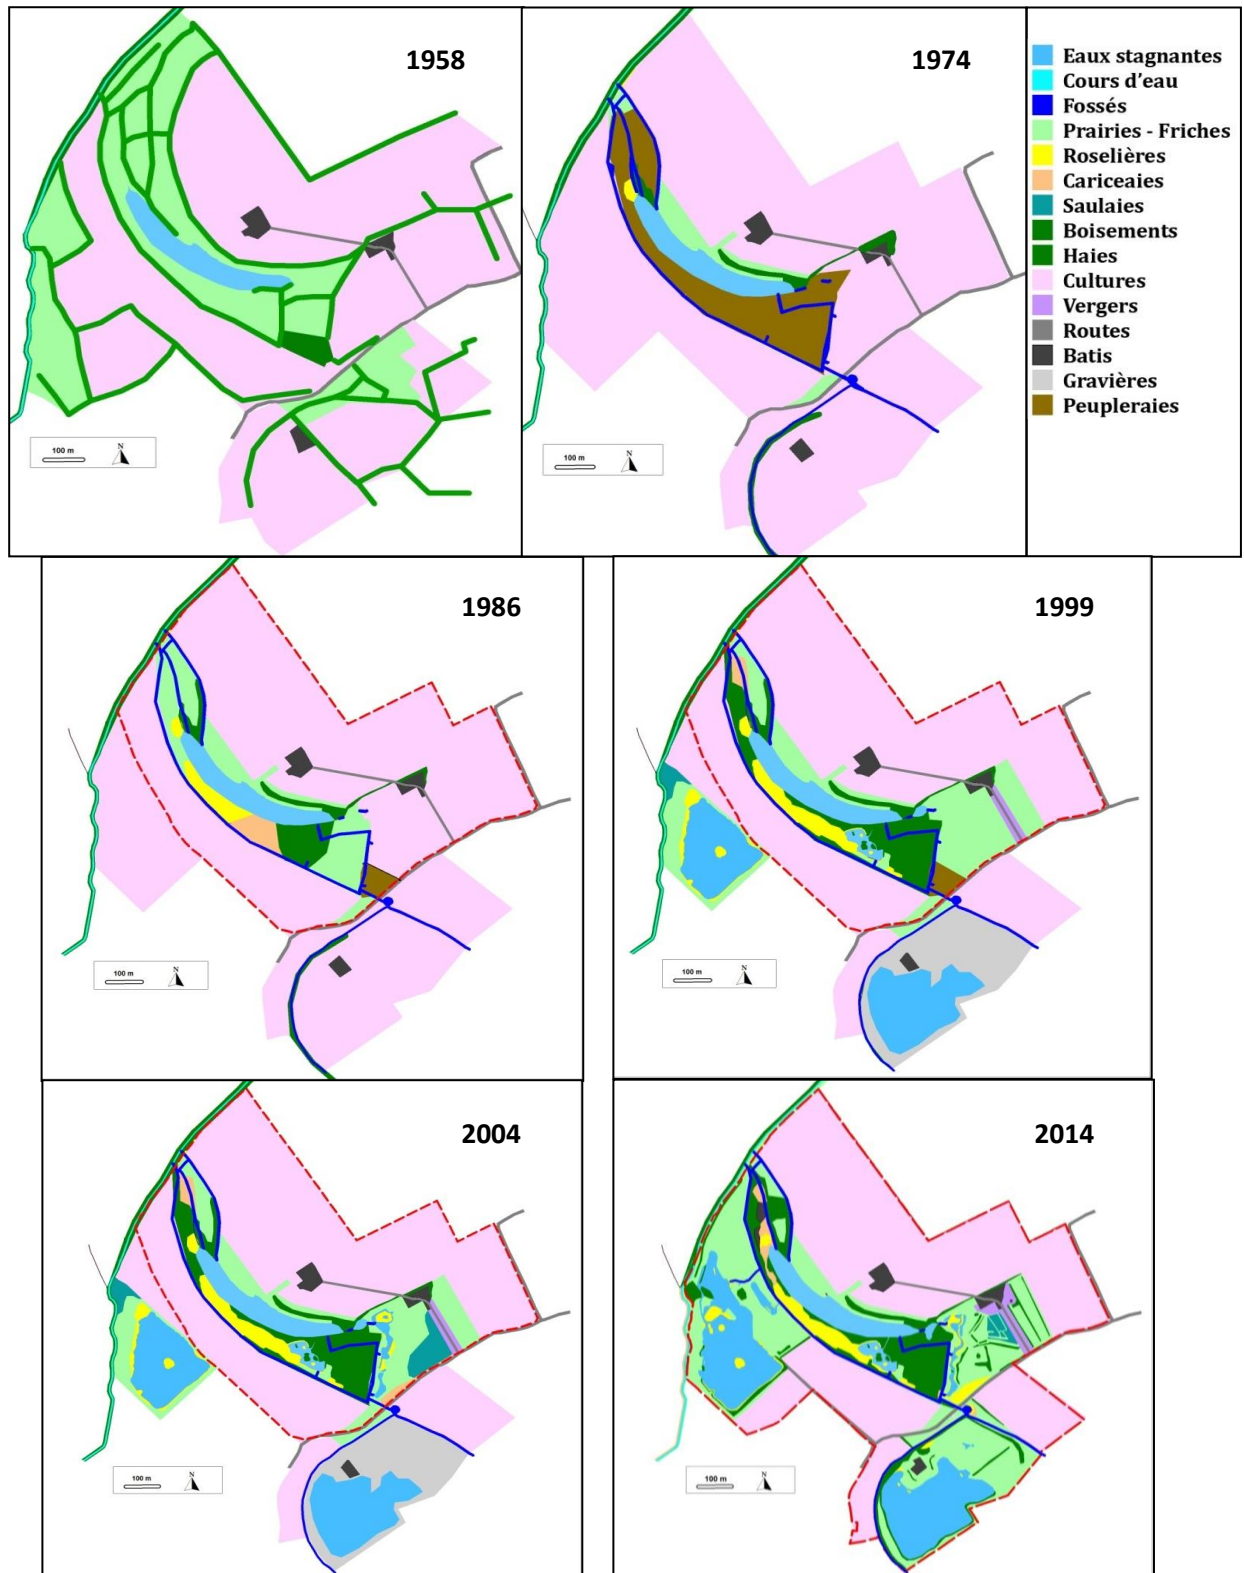 1958
N
100 m
1974
N
100 m
Eaux stagnantes
Cours d'eau
Fossés
Prairies - Friches
Roselières
Cariceaies
Saulaies
Boisements
Haies
Cultures
Vergers
Routes
Batis
Gravières
Peupleraies
1986
N
100 m
1999
N
100 m
2004
N
100 m
2014
N
100 m